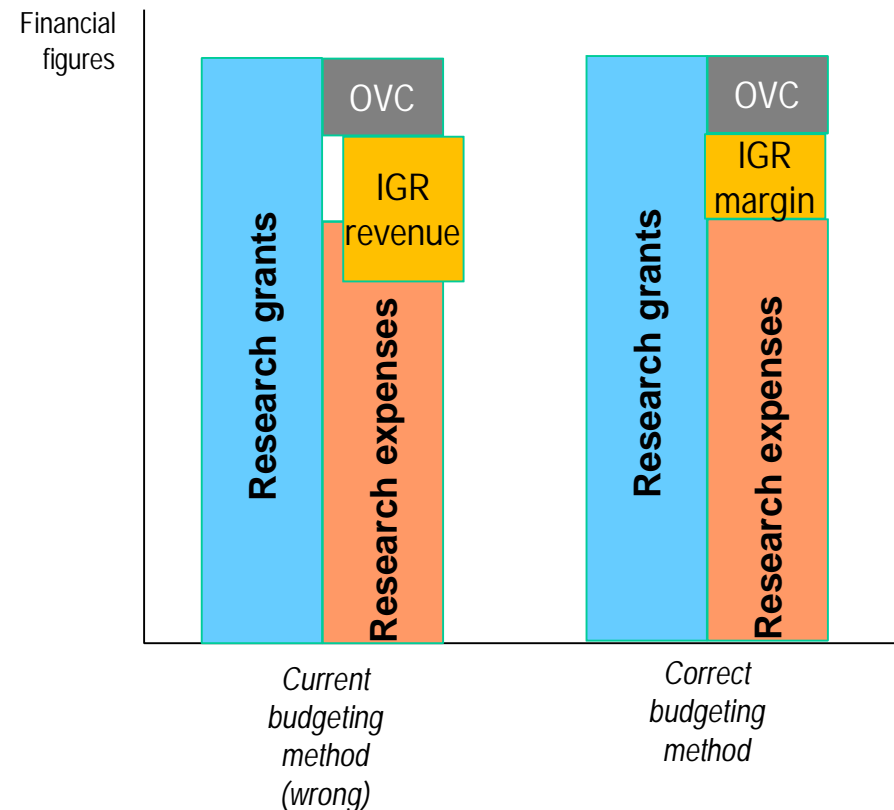 Financial
figures
Research grants
OVC
IGR
revenue
Research expenses
Research grants
OVC
IGR
margin
Research expenses
Current
budgeting
method
(wrong)
Correct
budgeting
method